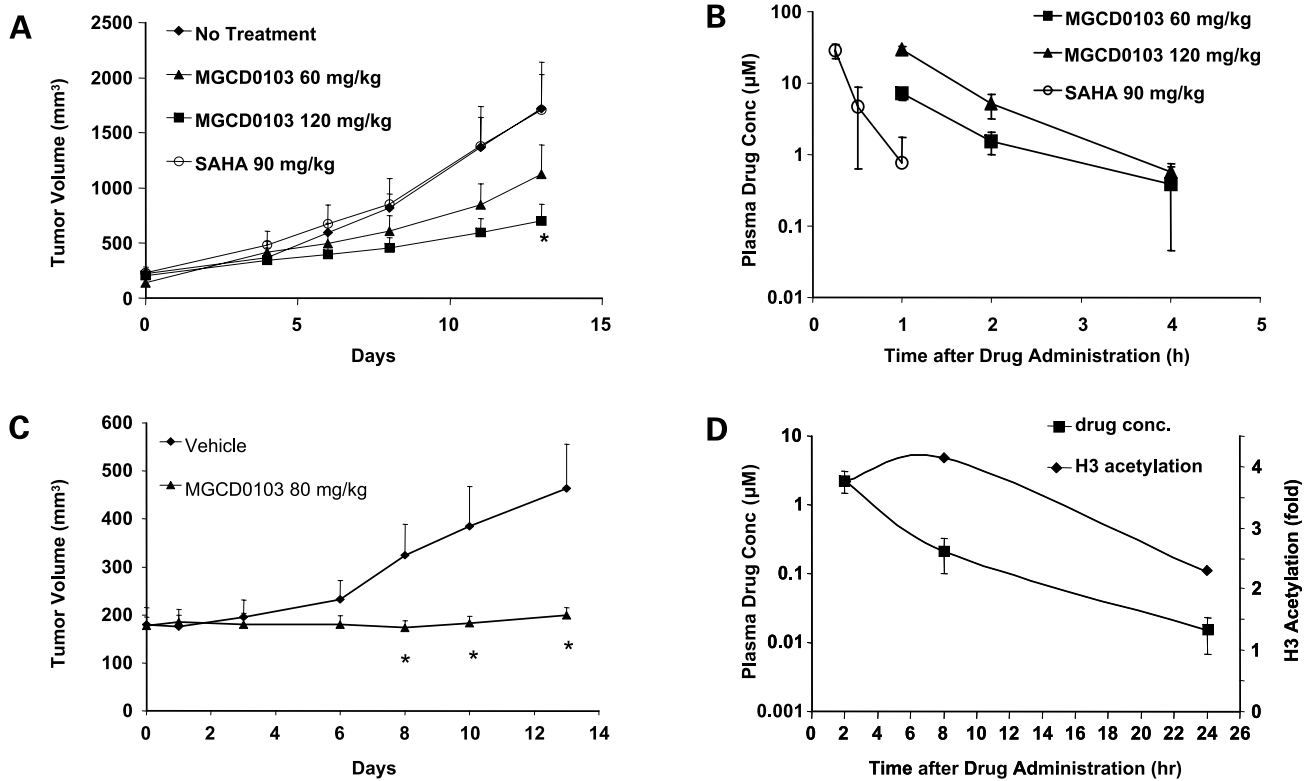 A
Tumor Volume (mm³)
2500
2000
1500
1000
500
0
No Treatment
MGCD0103 60 mg/kg
MGCD0103 120 mg/kg
SAHA 90 mg/kg
*
0 5 10 15
Days
B
Plasma Drug Conc (µM)
100
10
1
0.1
0.01
MGCD0103 60 mg/kg
MGCD0103 120 mg/kg
SAHA 90 mg/kg
0 1 2 3 4 5
Time after Drug Administration (h)
C
Tumor Volume (mm³)
600
500
400
300
200
100
0
Vehicle
MGCD0103 80 mg/kg
* * *
0 2 4 6 8 10 12 14
Days
D
Plasma Drug Conc (µM)
10
1
0.1
0.01
0.001
drug conc.
H3 acetylation
4
3
2
1
0
H3 Acetylation (fold)
0 2 4 6 8 10 12 14 16 18 20 22 24 26
Time after Drug Administration (hr)